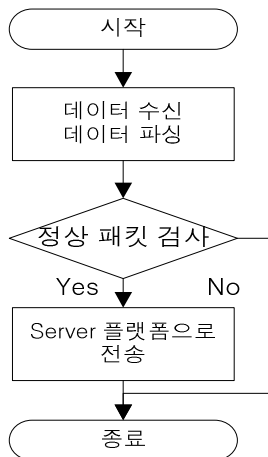 시작
데이터 수신
데이터 파싱
정상 패킷 검사
Yes
No
Server 플랫폼으로
전송
종료